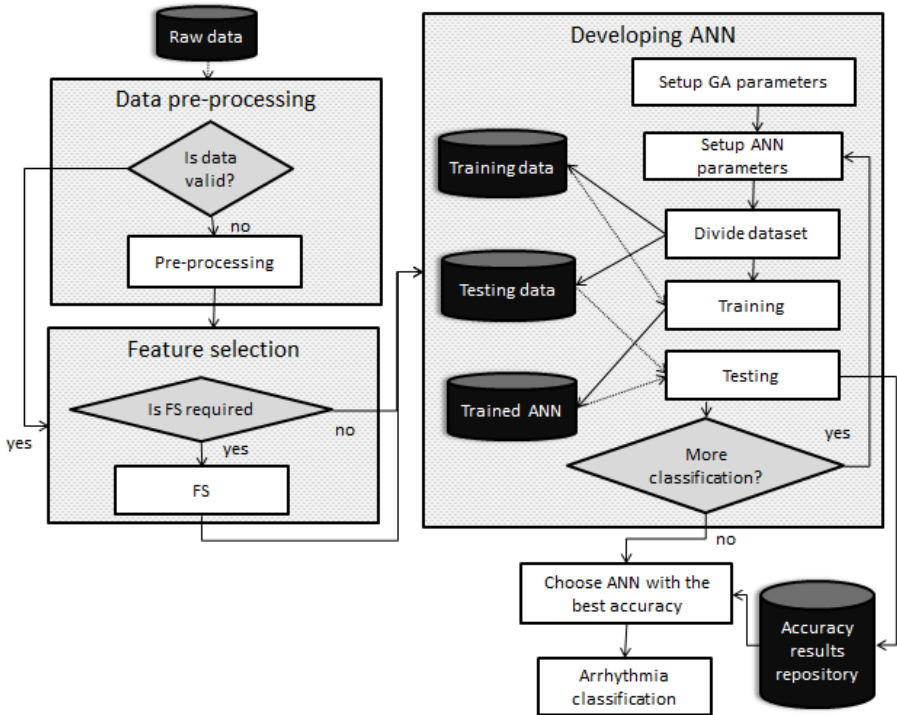 Raw data
Data pre-processing
Is data
valid?
no
Pre-processing
Feature selection
Is FS required
yes
no
yes
FS
Developing ANN
Setup GA parameters
Setup ANN
parameters
Training data
Divide dataset
Testing data
Training
Testing
Trained ANN
yes
More
classification?
no
Choose ANN with the
best accuracy
Accuracy
results
repository
Arrhythmia
classification